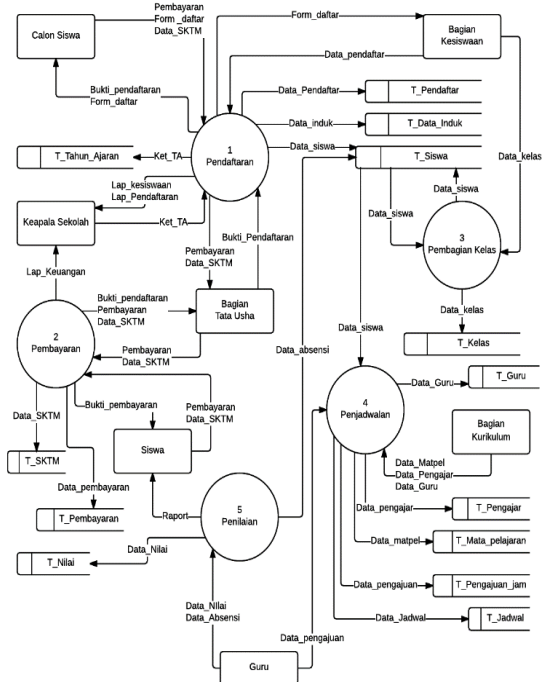 Pembayaran
Form _daftar
Data_SKTM
Calon Siswa
Form_daftar
Bagian
Kesiswaan
Data_pendaftar
Bukti_pendaftaran
Form_daftar
Data_Pendaftar
T_Pendaftar
Data_induk
T_Data_Induk
1
Pendaftaran
Data_siswa
T_Siswa
T_Tahun_Ajaran
Ket_TA
Data_kelas
Lap_kesiswaan
Lap_Pendaftaran
Data_siswa
Data_siswa
Keapala Sekolah
Ket_TA
3
Pembagian Kelas
Bukti_Pendaftaran
Pembayaran
Data_SKTM
Lap_Keuangan
Bukti_pendaftaran
Pembayaran
Data_SKTM
Bagian
Tata Usha
Data_kelas
Data_siswa
2
Pembayaran
T_Kelas
Data_absensi
Pembayaran
Data_SKTM
T_Guru
Data_Guru
4
Penjadwalan
Data_SKTM
Bukti_pembayaran
Pembayaran
Data_SKTM
Bagian
Kurikulum
Siswa
T_SKTM
Data_Matpel
Data_Pengajar
Data_Guru
Data_pembayaran
T_Pembayaran
Raport
5
Penilaian
Data_pengajar
T_Pengajar
Data_matpel
T_Mata_pelajaran
Data_Nilai
T_Nilai
Data_pengajuan
T_Pengajuan_jam
Data_NIlai
Data_Absensi
Data_Jadwal
T_Jadwal
Data_pengajuan
Guru